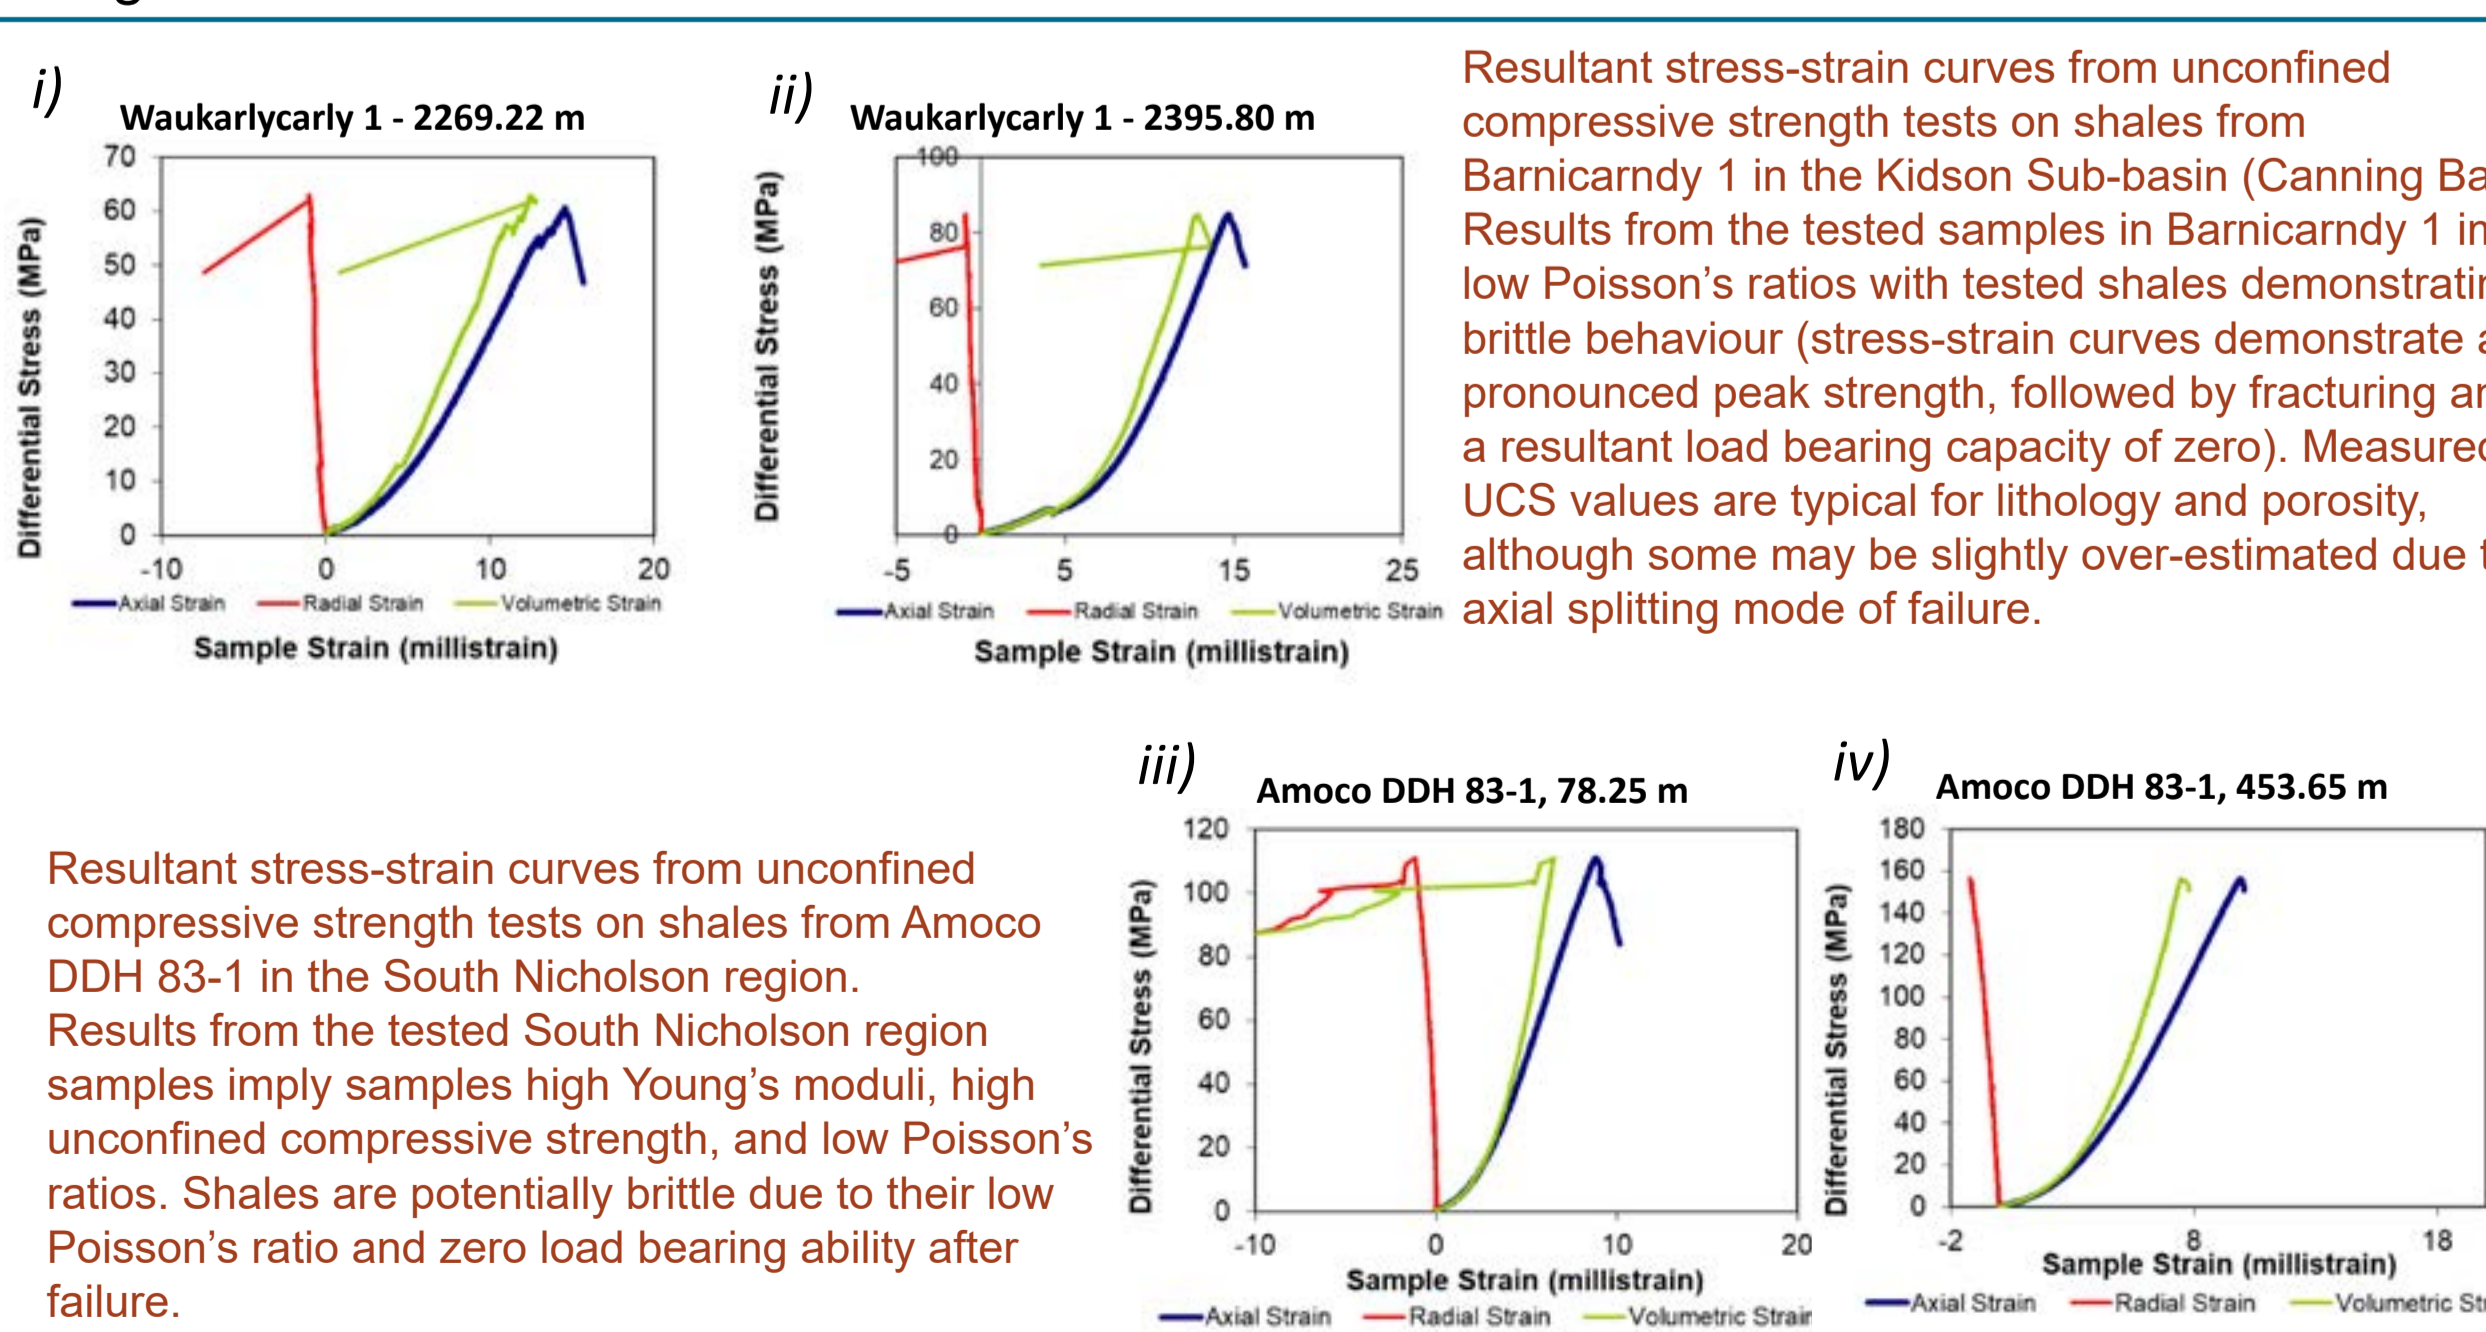 i)
Waukarlycarly 1 - 2269.22 m
70
60
50
40
30
20
10
0
-10 0 10 20
Differential Stress (MPa)
Axial Strain Radial Strain Volumetric Strain
Sample Strain (millistrain)
ii)
Waukarlycarly 1 - 2395.80 m
100
80
60
40
20
0
-5 5 15 25
Differential Stress (MPa)
Axial Strain Radial Strain Volumetric Strain
Sample Strain (millistrain)
Resultant stress-strain curves from unconfined
compressive strength tests on shales from
Barnicarndy 1 in the Kidson Sub-basin (Canning Ba
Results from the tested samples in Barnicarndy 1 in
low Poisson's ratios with tested shales demonstratin
brittle behaviour (stress-strain curves demonstrate a
pronounced peak strength, followed by fracturing an
a resultant load bearing capacity of zero). Measured
UCS values are typical for lithology and porosity,
although some may be slightly over-estimated due t
axial splitting mode of failure.
Resultant stress-strain curves from unconfined
compressive strength tests on shales from Amoco
DDH 83-1 in the South Nicholson region.
Results from the tested South Nicholson region
samples imply samples high Young's moduli, high
unconfined compressive strength, and low Poisson's
ratios. Shales are potentially brittle due to their low
Poisson's ratio and zero load bearing ability after
failure.
iii)
Amoco DDH 83-1, 78.25 m
120
100
80
60
40
20
0
-10 0 10 20
Differential Stress (MPa)
Sample Strain (millistrain)
Axial Strain Radial Strain Volumetric Strain
iv)
Amoco DDH 83-1, 453.65 m
180
160
140
120
100
80
60
40
20
0
-2 8 18
Differential Stress (MPa)
Sample Strain (millistrain)
Axial Strain Radial Strain Volumetric St